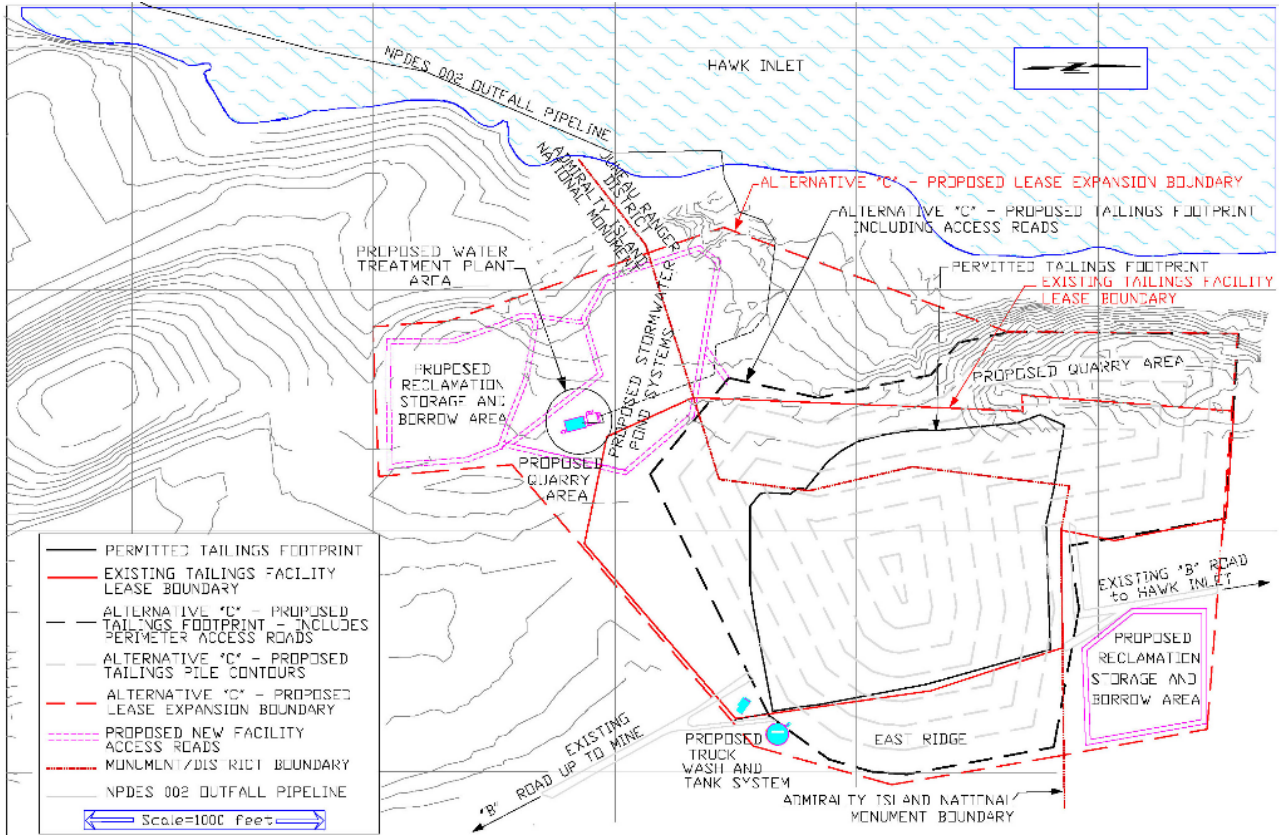 HAWK INLET
NPDES 002 OUTFALL PIPELINE
JUNEAU RANGER
DISTRICT
ADMIRALTY ISLAND
NATIONAL MONUMENT
ALTERNATIVE "C" - PROPOSED LEASE EXPANSION BOUNDARY
ALTERNATIVE "C" - PROPOSED TAILINGS FOOTPRINT
INCLUDING ACCESS ROADS
PROPOSED WATER
TREATMENT PLANT
AREA
PERMITTED TAILINGS FOOTPRINT
EXISTING TAILINGS FACILITY
LEASE BOUNDARY
PROPOSED STORMWATER
POND SYSTEMS
PROPOSED QUARRY AREA
PROPOSED
RECLAMATION
STORAGE AND
BORROW AREA
PROPOSED
QUARRY
AREA
EXISTING "B" ROAD
to HAWK INLET
PROPOSED
RECLAMATION
STORAGE AND
BORROW AREA
EAST RIDGE
PROPOSED
TRUCK
WASH AND
TANK SYSTEM
EXISTING
"B" ROAD UP TO MINE
ADMIRALTY ISLAND NATIONAL
MONUMENT BOUNDARY
PERMITTED TAILINGS FOOTPRINT
EXISTING TAILINGS FACILITY
LEASE BOUNDARY
ALTERNATIVE "C" - PROPOSED
TAILINGS FOOTPRINT - INCLUDES
PERIMETER ACCESS ROADS
ALTERNATIVE "C" - PROPOSED
TAILINGS PILE CONTOURS
ALTERNATIVE "C" - PROPOSED
LEASE EXPANSION BOUNDARY
PROPOSED NEW FACILITY
ACCESS ROADS
MONUMENT/DISTRICT BOUNDARY
NPDES 002 OUTFALL PIPELINE
Scale=1000 feet